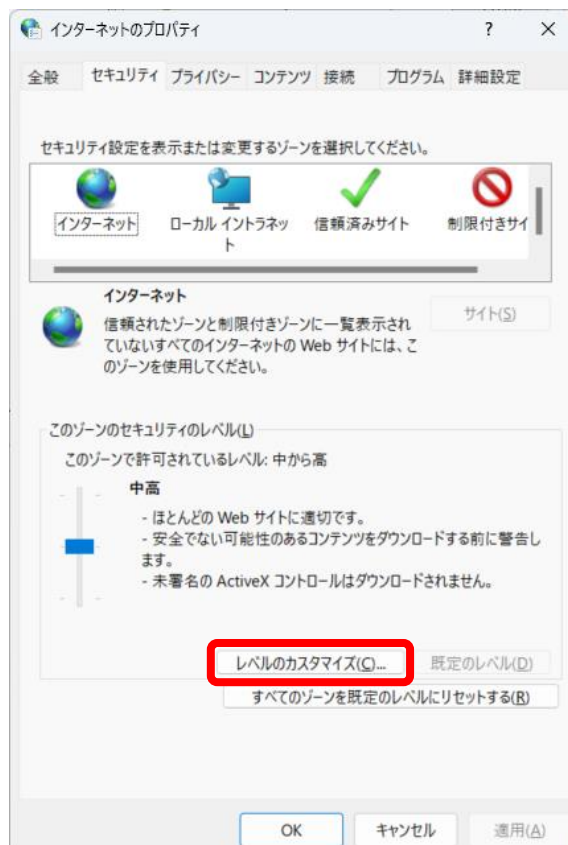 インターネットのプロパティ ? ×
全般 セキュリティ プライバシー コンテンツ 接続 プログラム 詳細設定
セキュリティ設定を表示または変更するゾーンを選択してください。
インターネット ローカル イントラネッ 信頼済みサイト 制限付きサイ
ト
インターネット
サイト(S)
信頼されたゾーンと制限付きゾーンに一覧表示され
ていないすべてのインターネットの Web サイトには、こ
のゾーンを使用してください。
このゾーンのセキュリティのレベル(L)
このゾーンで許可されているレベル: 中から高
中高
- ほとんどの Web サイトに適切です。
- 安全でない可能性のあるコンテンツをダウンロードする前に警告し
ます。
- 未署名の ActiveX コントロールはダウンロードされません。
レベルのカスタマイズ(C)... 既定のレベル(D)
すべてのゾーンを既定のレベルにリセットする(R)
OK キャンセル 適用(A)